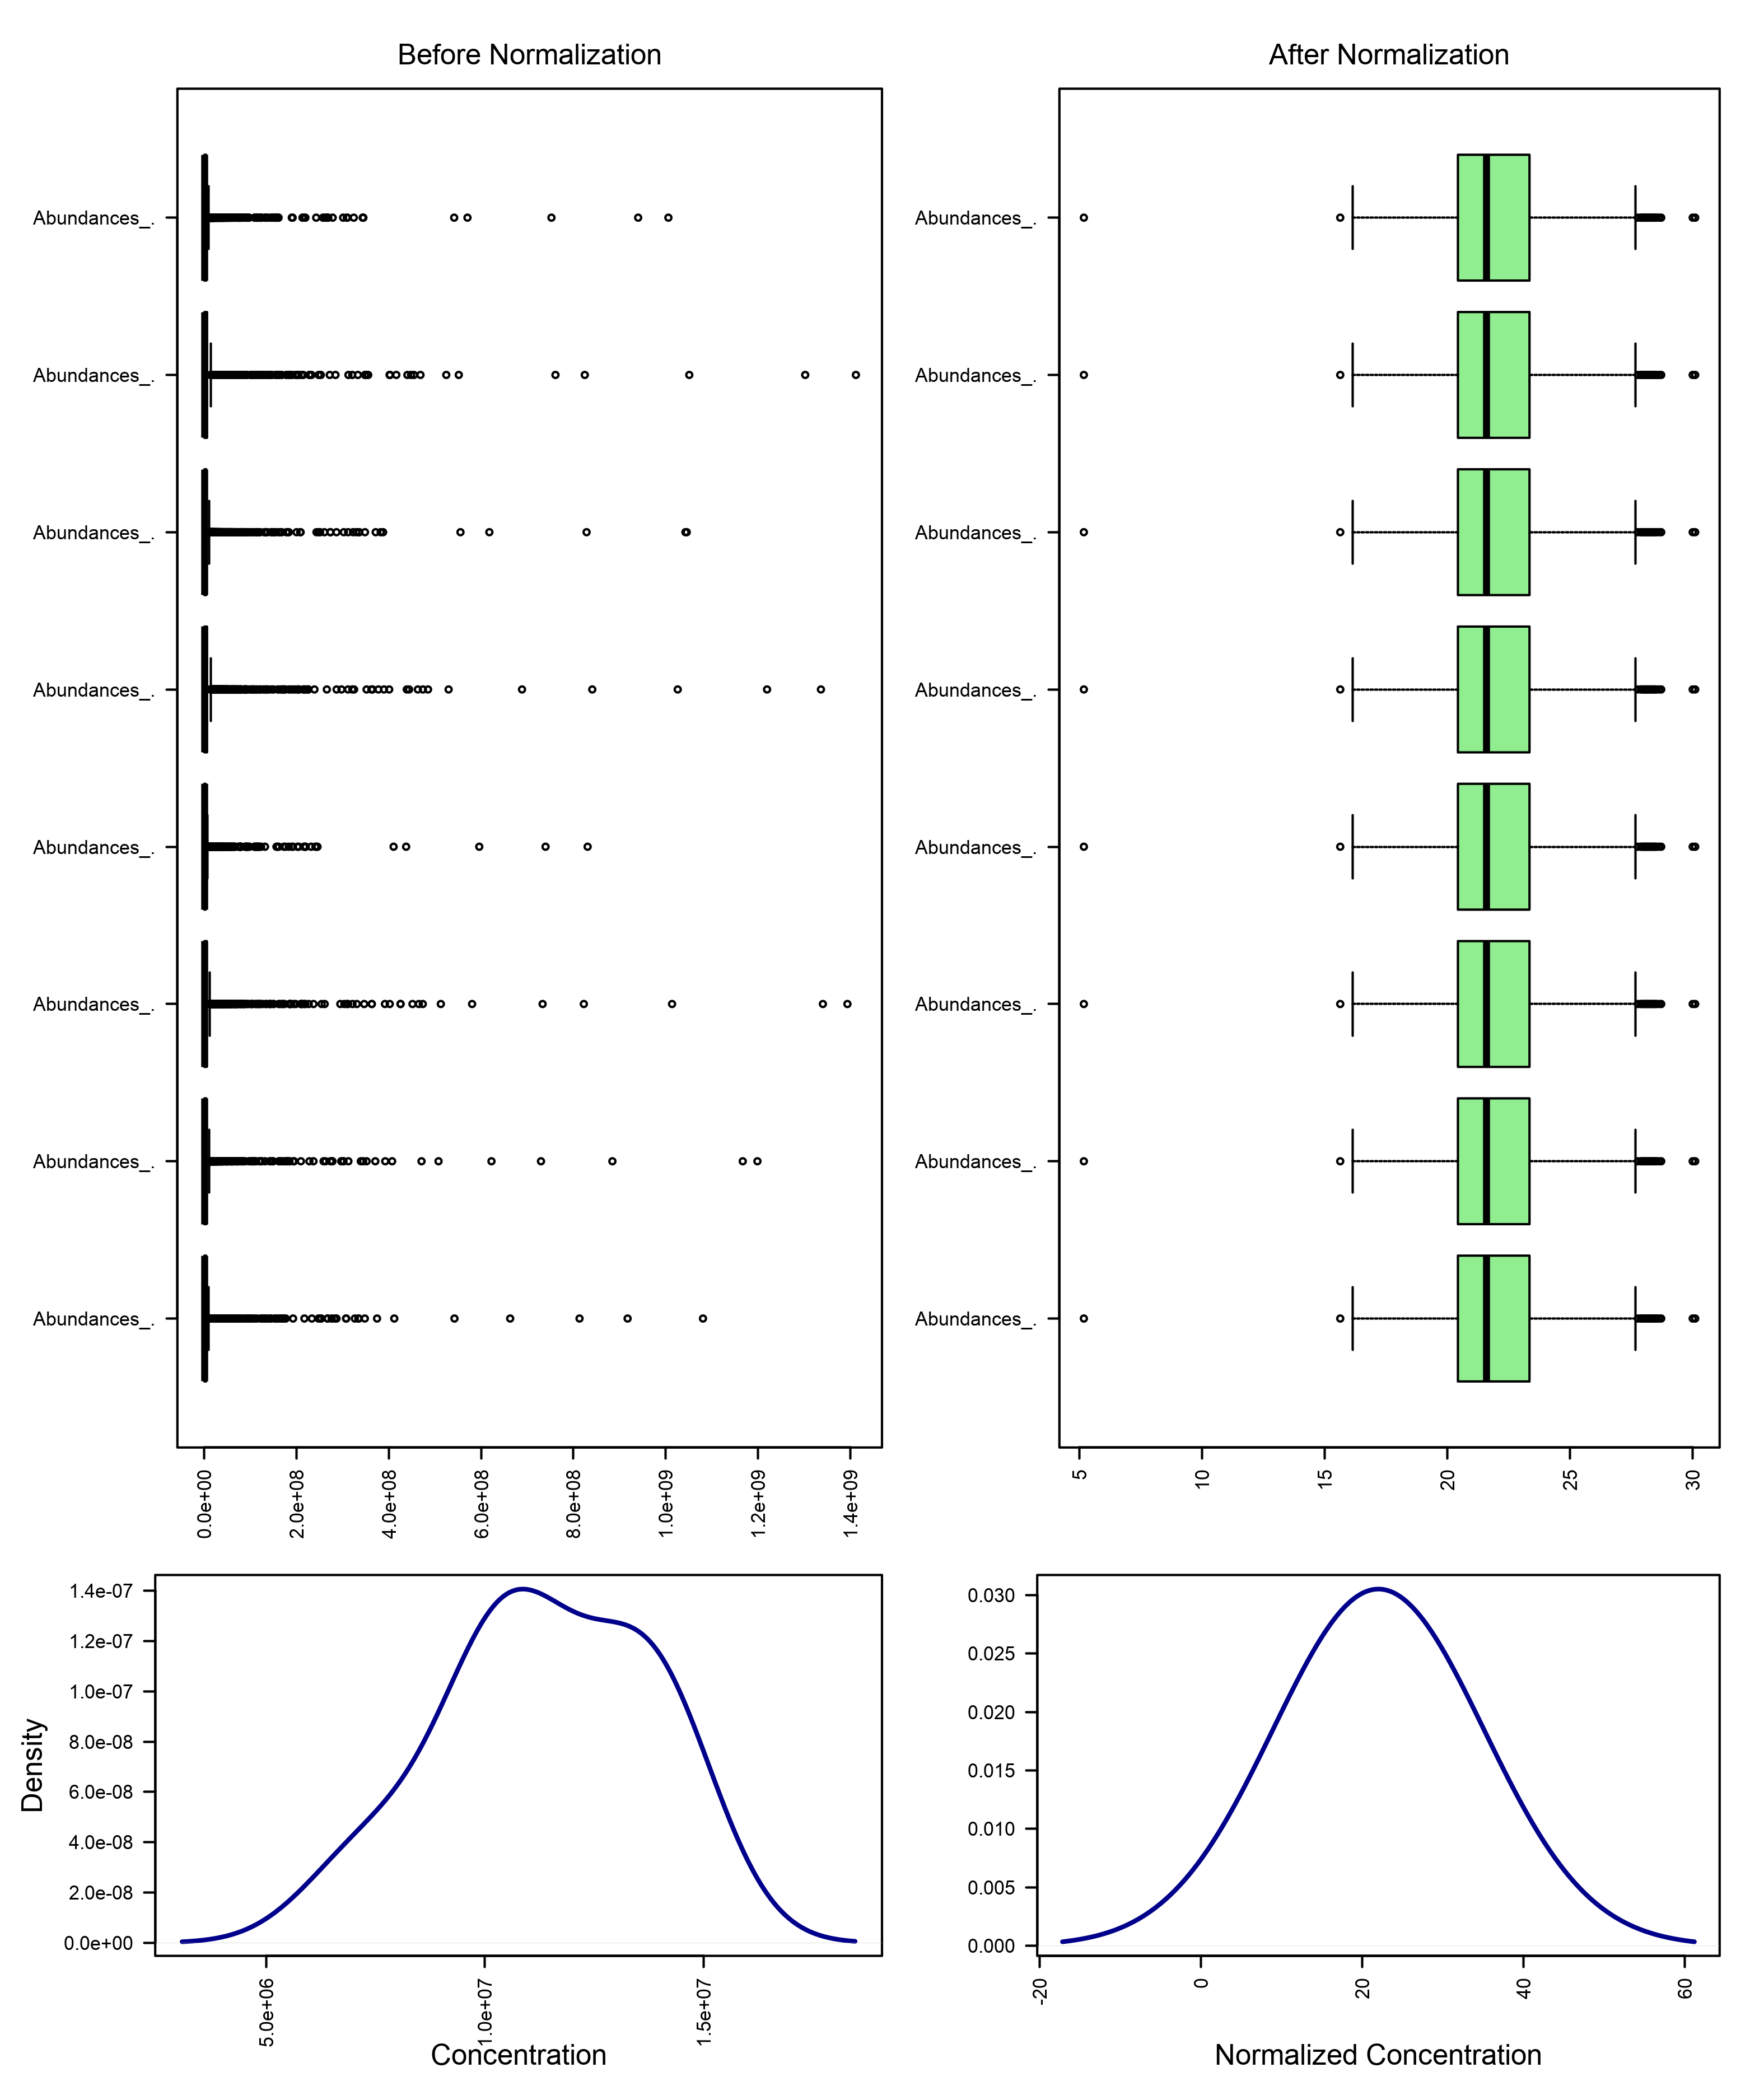 Before Normalization
Abundances_.
Abundances_.
Abundances_.
Abundances_.
Abundances_.
Abundances_.
Abundances_.
Abundances_.
0.0e+00
2.0e+08
4.0e+08
6.0e+08
8.0e+08
1.0e+09
1.2e+09
1.4e+09
After Normalization
Abundances_.
Abundances_.
Abundances_.
Abundances_.
Abundances_.
Abundances_.
Abundances_.
Abundances_.
5
10
15
20
25
30
Density
1.4e-07
1.2e-07
1.0e-07
8.0e-08
6.0e-08
4.0e-08
2.0e-08
0.0e+00
5.0e+06
1.0e+07
1.5e+07
Concentration
0.030
0.025
0.020
0.015
0.010
0.005
0.000
-20
0
20
40
60
Normalized Concentration